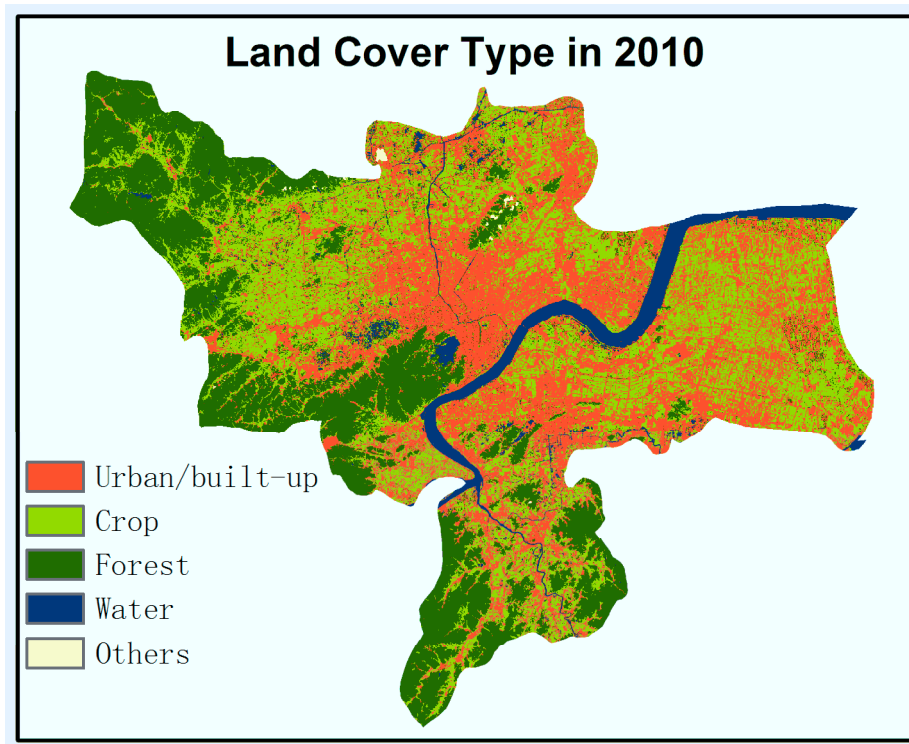 Land Cover Type in 2010
Urban/built-up
Crop
Forest
Water
Others